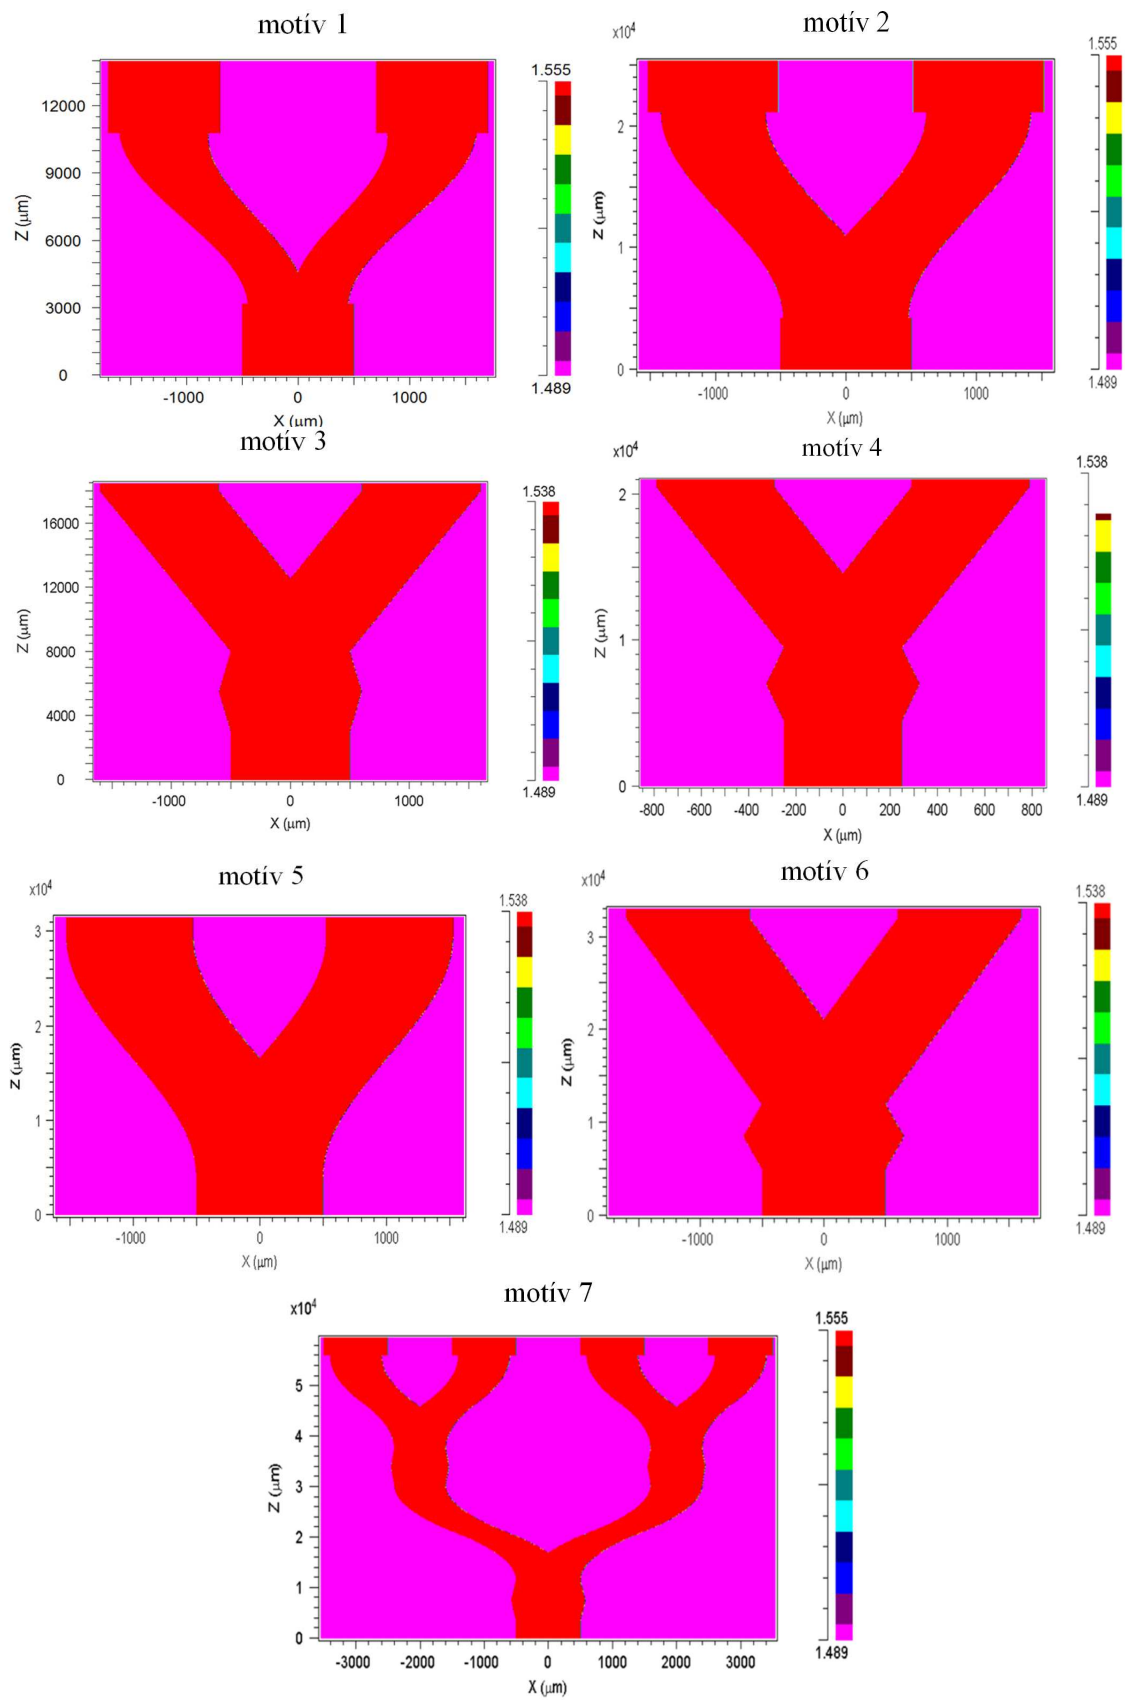 motív 1
1.555
12000
9000
6000
3000
0
Z (μm)
-1000 0 1000
X (μm)
1.489
motív 2
x10⁴
1.555
2
1
0
Z (μm)
-1000 0 1000
X (μm)
1.489
motív 3
1.538
16000
12000
8000
4000
0
Z (μm)
-1000 0 1000
X (μm)
1.489
motív 4
x10⁴
1.538
2
1
0
Z (μm)
-800 -600 -400 -200 0 200 400 600 800
X (μm)
1.489
motív 5
x10⁴
1.538
3
2
1
0
Z (μm)
-1000 0 1000
X (μm)
1.489
motív 6
x10⁴
1.538
3
2
1
0
Z (μm)
-1000 0 1000
X (μm)
1.489
motív 7
x10⁴
1.555
5
4
3
2
1
0
Z (μm)
-3000 -2000 -1000 0 1000 2000 3000
X (μm)
1.489